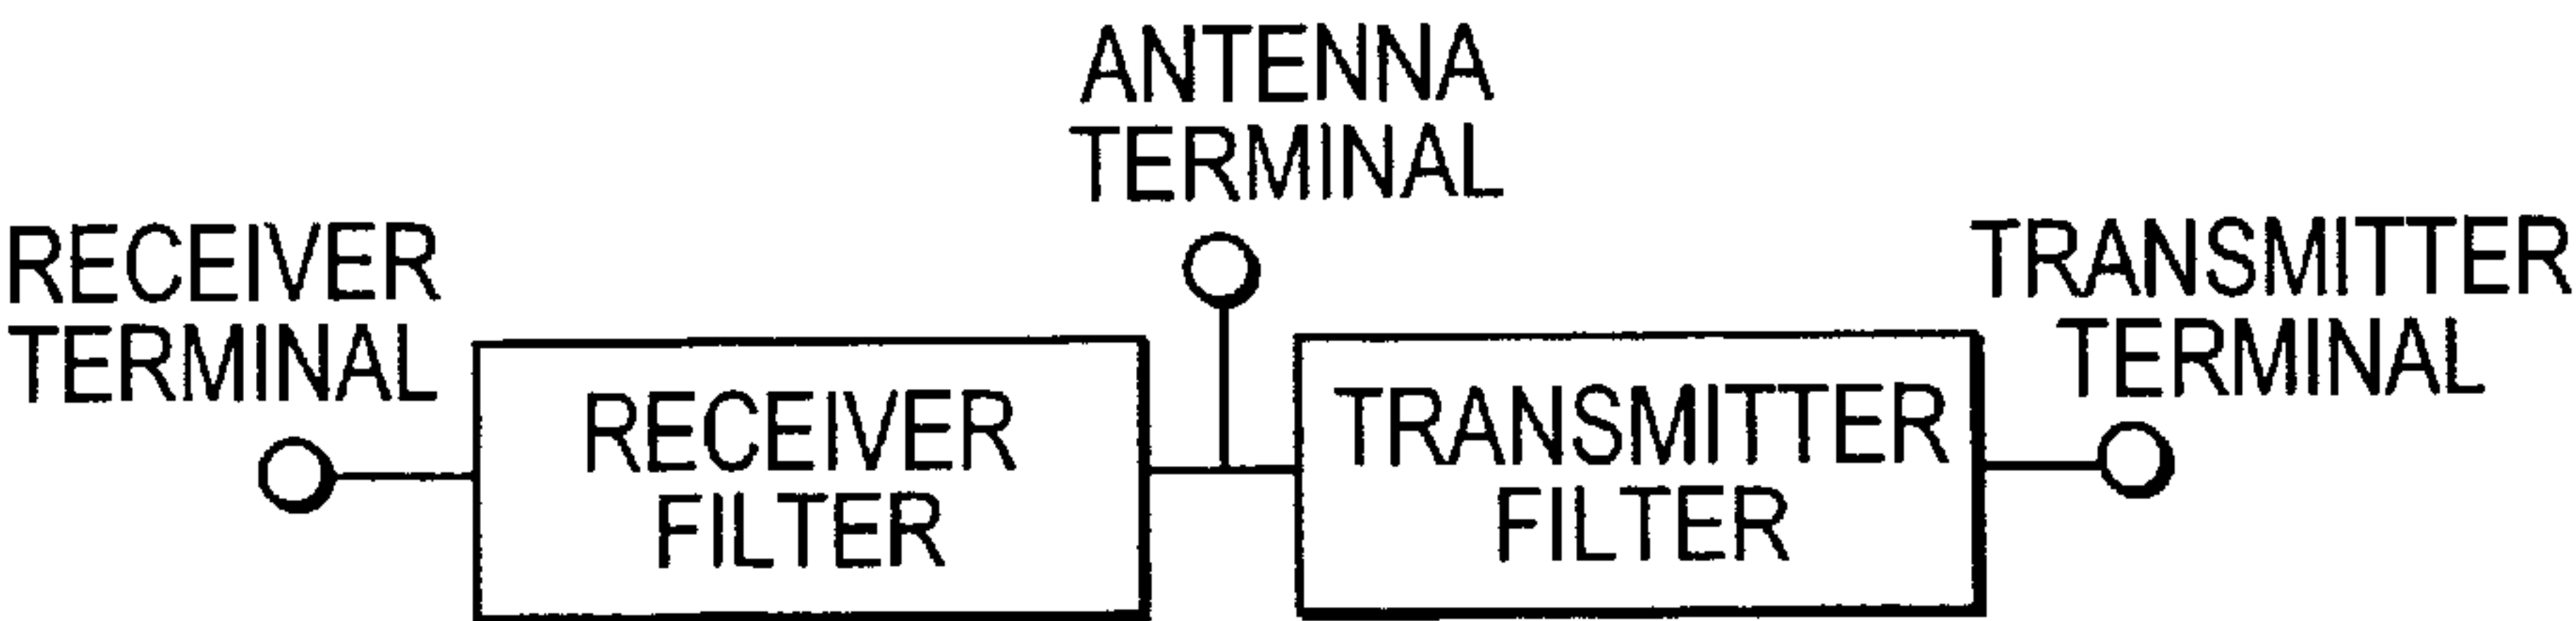 ANTENNA
TERMINAL
RECEIVER
TERMINAL
TRANSMITTER
TERMINAL
RECEIVER
FILTER
TRANSMITTER
FILTER